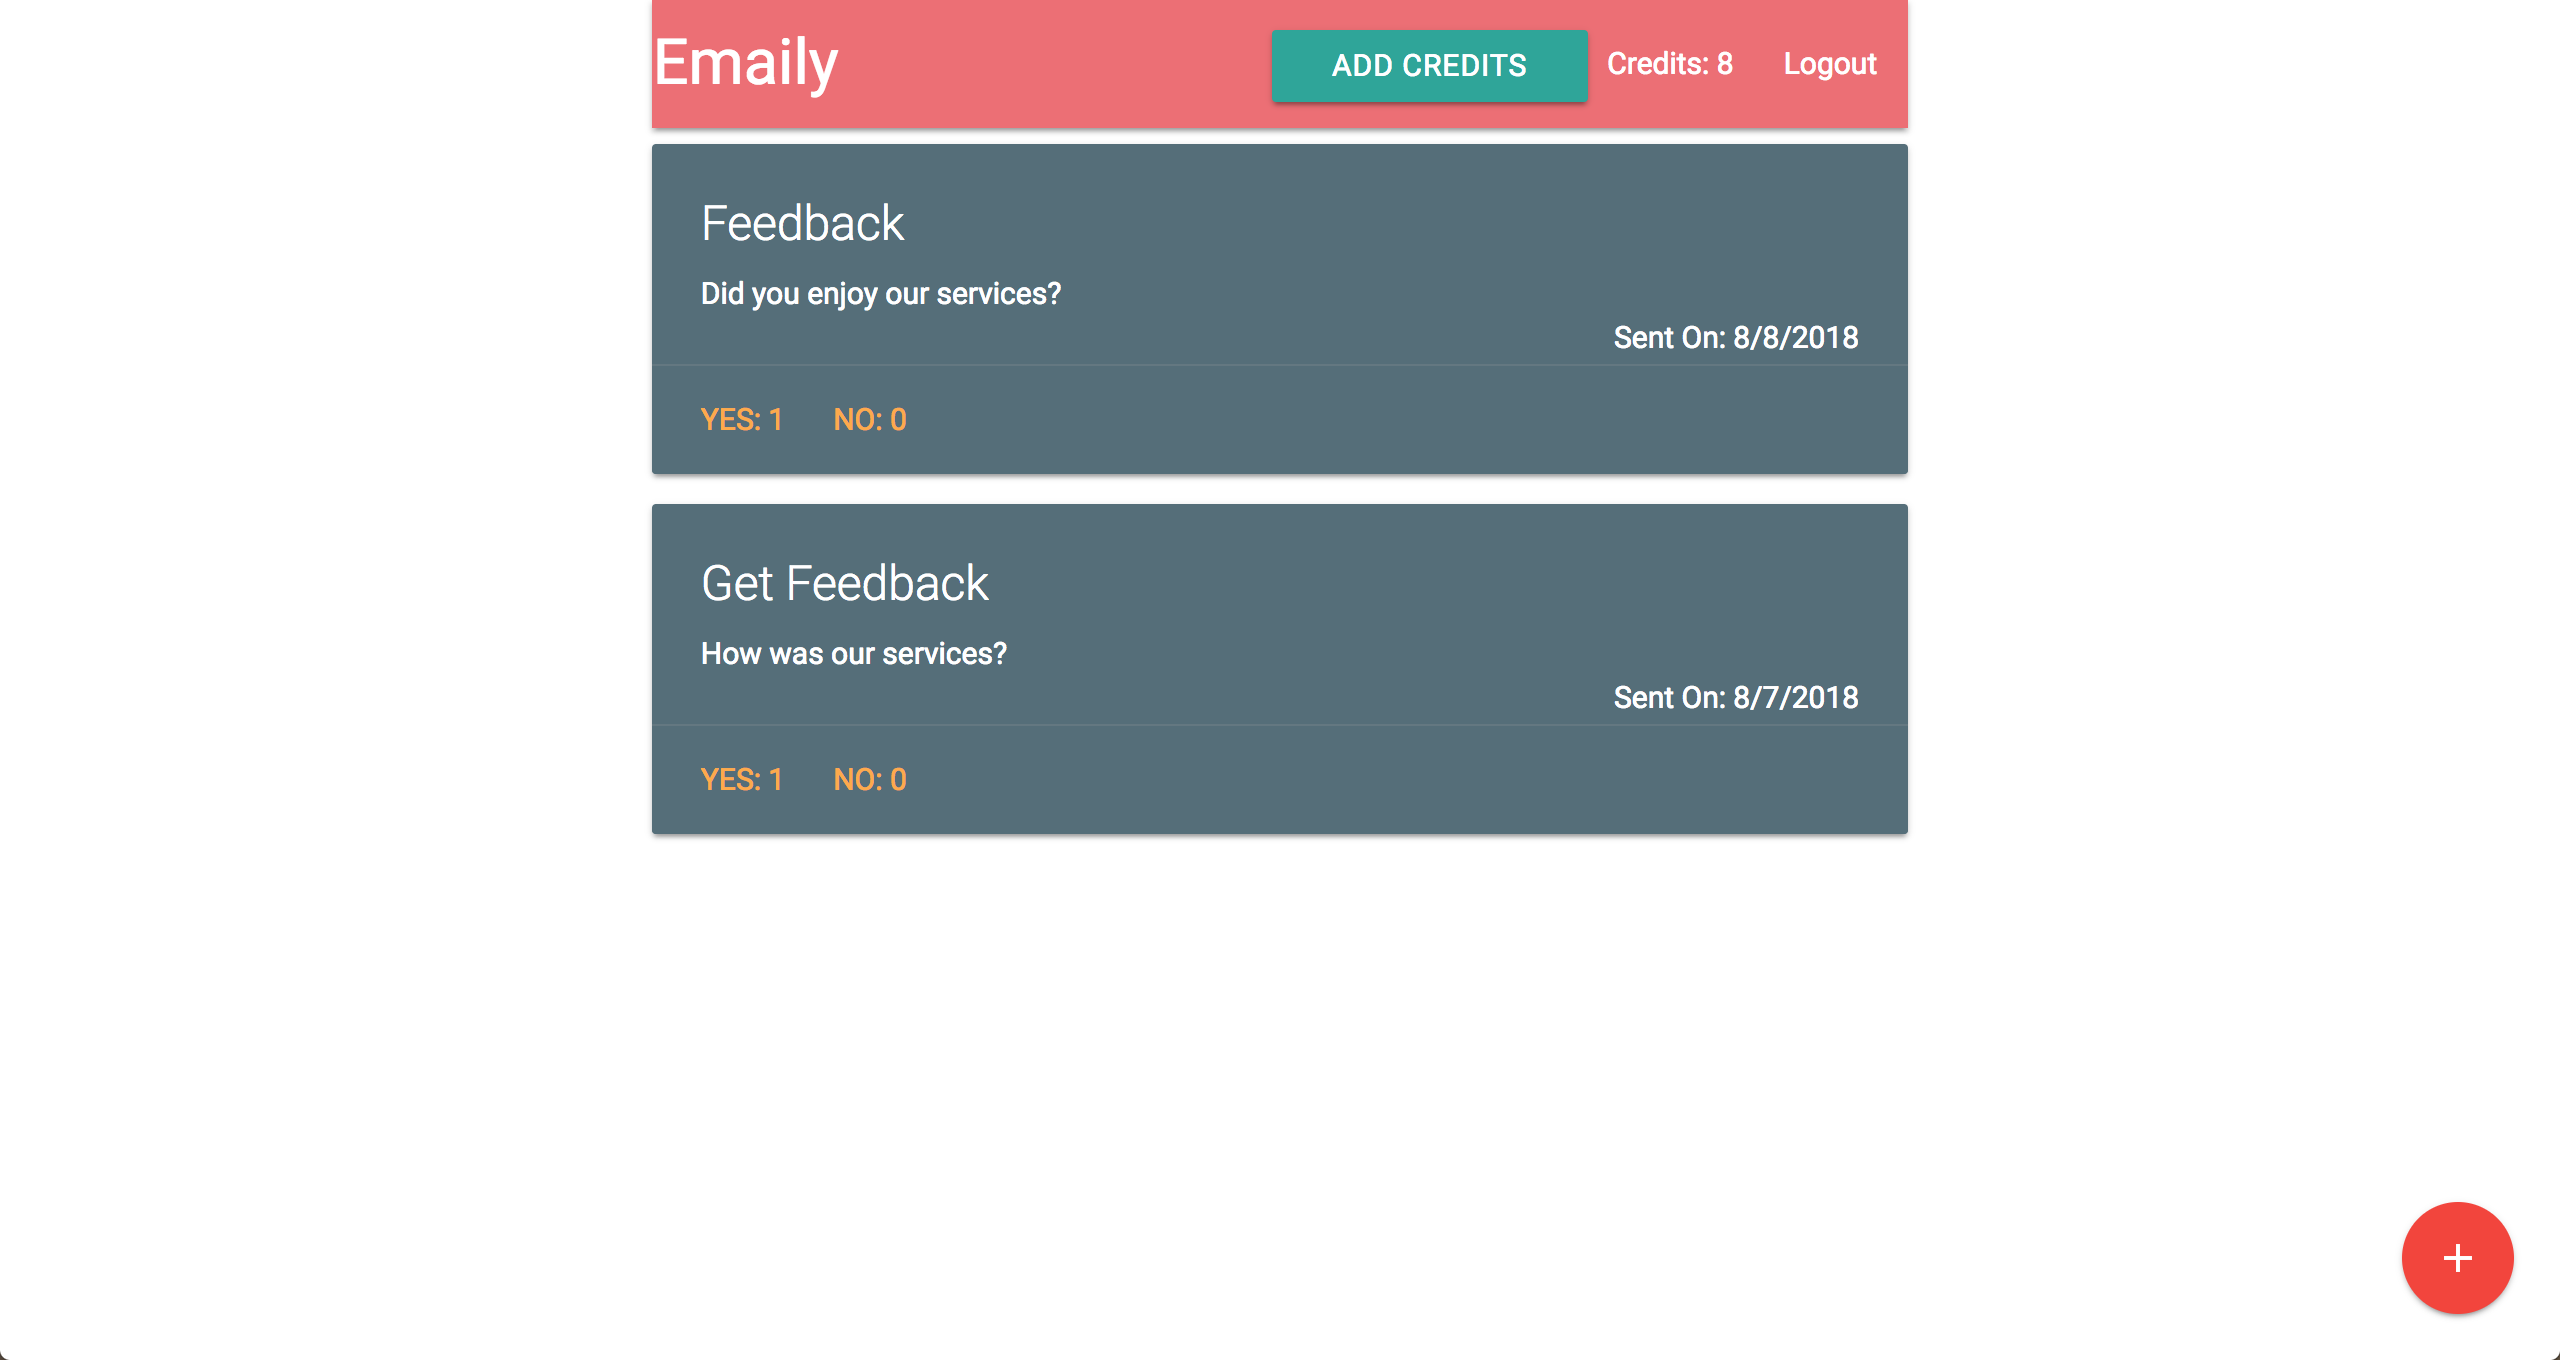 Emaily
ADD CREDITS
Credits: 8
Logout
Feedback
Did you enjoy our services?
Sent On: 8/8/2018
YES: 1
NO: 0
Get Feedback
How was our services?
Sent On: 8/7/2018
YES: 1
NO: 0
+